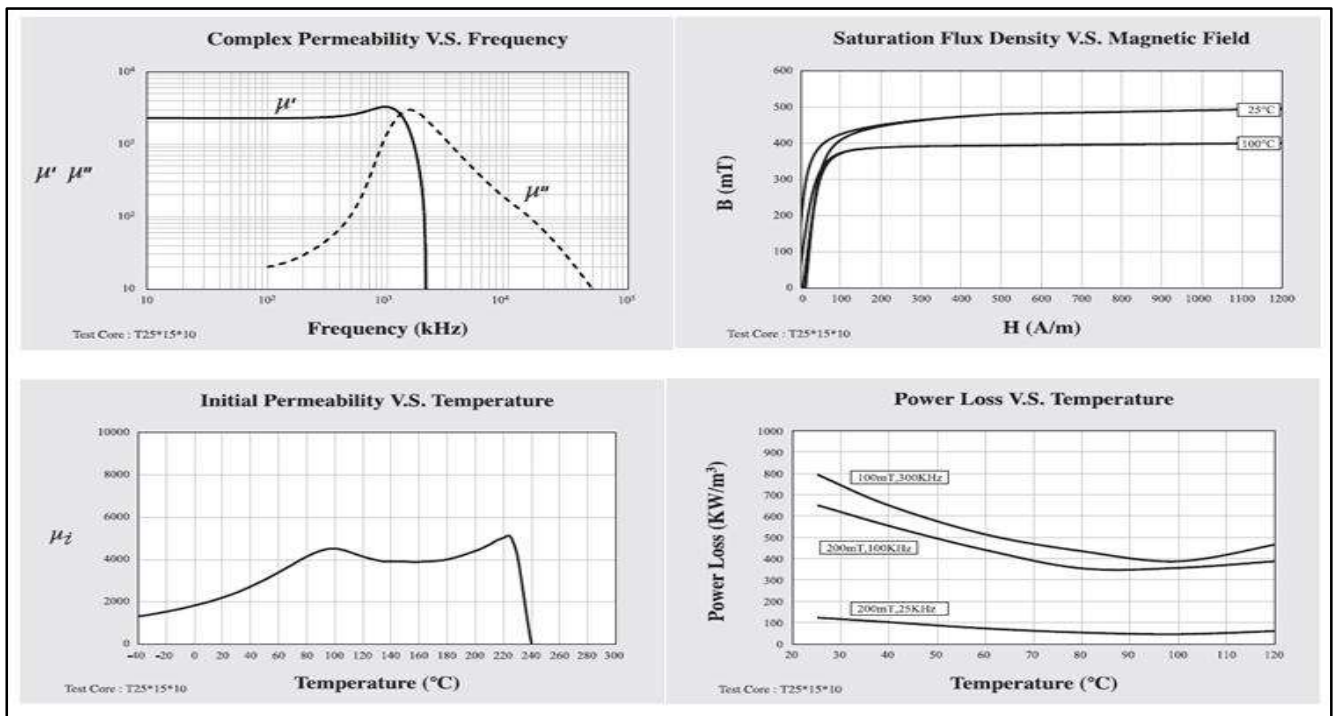 Complex Permeability V.S. Frequency
10⁴
μ'
10³
μ' μ"
μ"
10²
10
10 10² 10³ 10⁴ 10⁵
Frequency (kHz)
Test Core : T25*15*10
Saturation Flux Density V.S. Magnetic Field
600
500
25°C
400
100°C
B (mT)
300
200
100
0
0 100 200 300 400 500 600 700 800 900 1000 1100 1200
H (A/m)
Initial Permeability V.S. Temperature
10000
8000
6000
μi
4000
2000
0
-40 -20 0 20 40 60 80 100 120 140 160 180 200 220 240 260 280 300
Temperature (°C)
Test Core : T25*15*10
Power Loss V.S. Temperature
1000
900
800
100mT,300KHz
700
600
Power Loss (KW/m³)
500
200mT,100KHz
400
300
200
200mT,25KHz
100
0
20 30 40 50 60 70 80 90 100 110 120
Temperature (°C)
Test Core : T25*15*10
Test Core : T25*15*10